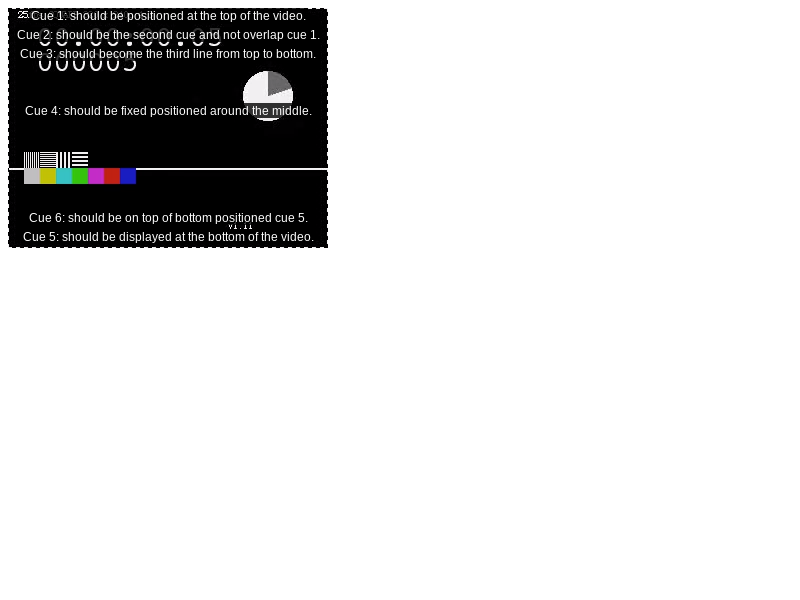 Cue 1: should be positioned at the top of the video.
Cue 2: should be the second cue and not overlap cue 1.
Cue 3: should become the third line from top to bottom.
000005
Cue 4: should be fixed positioned around the middle.
Cue 6: should be on top of bottom positioned cue 5.
v1.11
Cue 5: should be displayed at the bottom of the video.